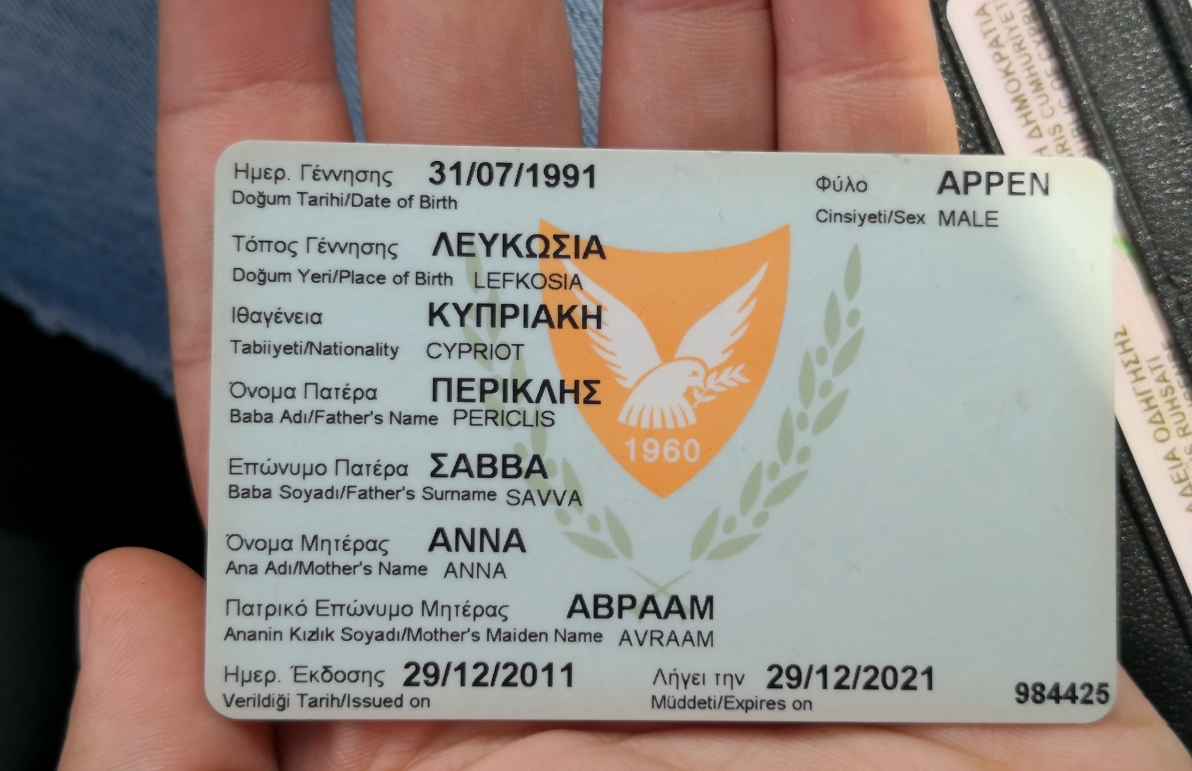 Ημερ. Γέννησης 31/07/1991
Doğum Tarihi/Date of Birth
Φύλο ΑΡΡΕΝ
Cinsiyeti/Sex MALE
Τόπος Γέννησης ΛΕΥΚΩΣΙΑ
Doğum Yeri/Place of Birth LEFKOSIA
Ιθαγένεια ΚΥΠΡΙΑΚΗ
Tabiiyeti/Nationality CYPRIOT
Όνομα Πατέρα ΠΕΡΙΚΛΗΣ
Baba Adı/Father's Name PERICLIS
1960
Επώνυμο Πατέρα ΣΑΒΒΑ
Baba Soyadı/Father's Surname SAVVA
Όνομα Μητέρας ΑΝΝΑ
Ana Adı/Mother's Name ANNA
Πατρικό Επώνυμο Μητέρας ΑΒΡΑΑΜ
Ananin Kızlık Soyadı/Mother's Maiden Name AVRAAM
Ημερ. Έκδοσης 29/12/2011 Λήγει την 29/12/2021
Verildiği Tarih/Issued on Müddeti/Expires on
984425
ΔΗΜΟΚΡΑΤΙΑ
ΟΔΗΓΗΣΗΣ